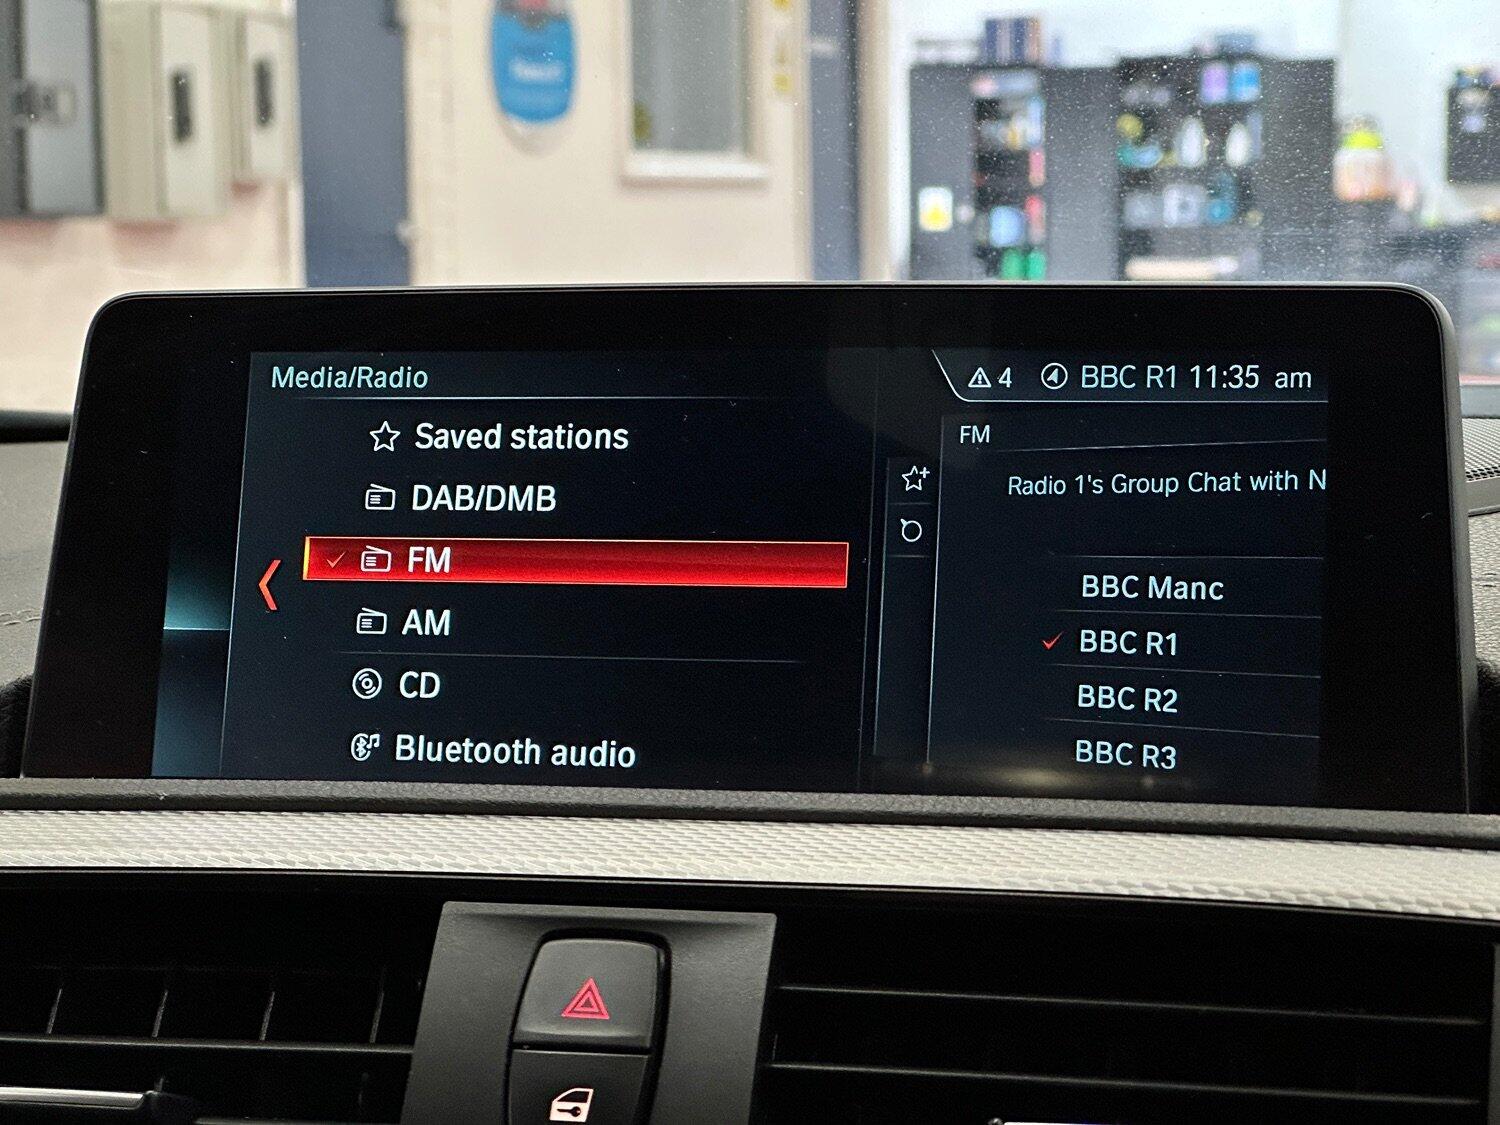 Media/Radio
4 BBC R1 11:35 am
Saved stations
DAB/DMB
FM
AM
CD
Bluetooth audio
FM
Radio 1's Group Chat with N
BBC Manc
BBC R1
BBC R2
BBC R3